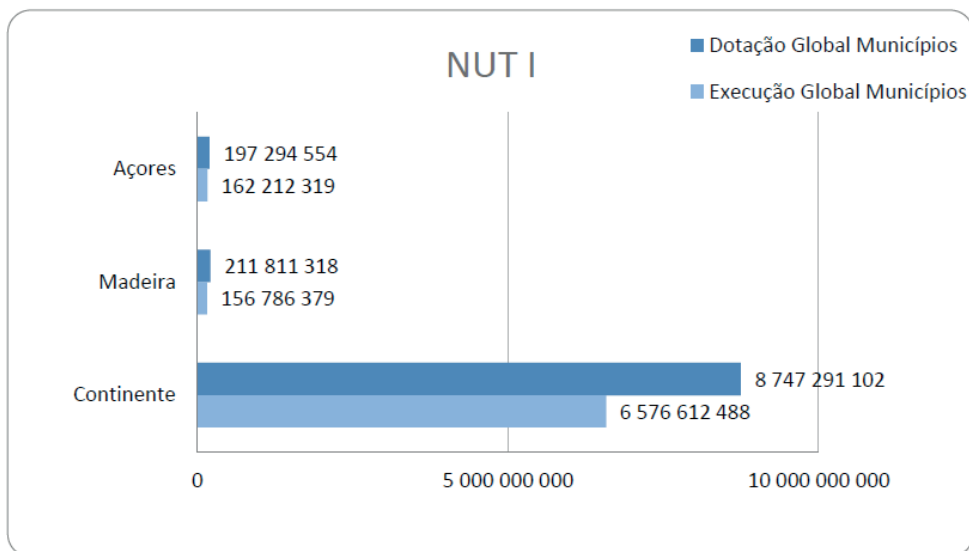 NUT I
Dotação Global Municípios
Execução Global Municípios
Açores
197 294 554
162 212 319
Madeira
211 811 318
156 786 379
Continente
8 747 291 102
6 576 612 488
0
5 000 000 000
10 000 000 000